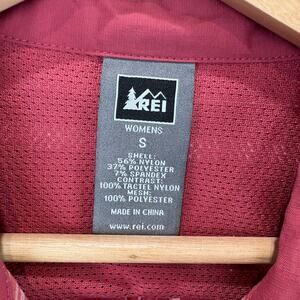 REI
WOMENS
S
SHELL:
56% NYLON
37% POLYESTER
7% SPANDEX
CONTRAST:
100% TACTEL NYLON
MESH:
100% POLYESTER
MADE IN CHINA
www.rei.com